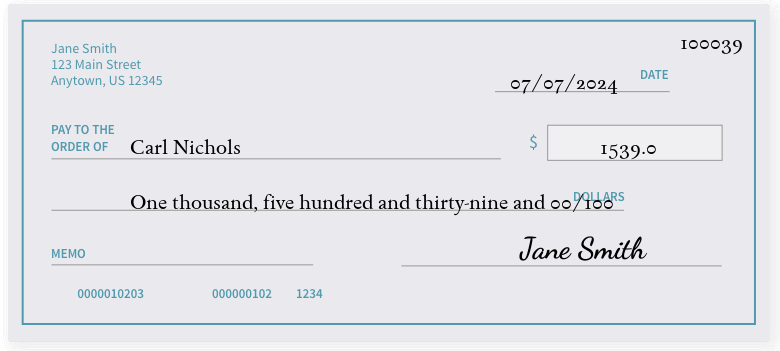 Jane Smith
123 Main Street
Anytown, US 12345
100039
07/07/2024 DATE
PAY TO THE
ORDER OF Carl Nichols $ 1539.0
One thousand, five hundred and thirty-nine and 00/100 DOLLARS
MEMO Jane Smith
0000010203 000000102 1234